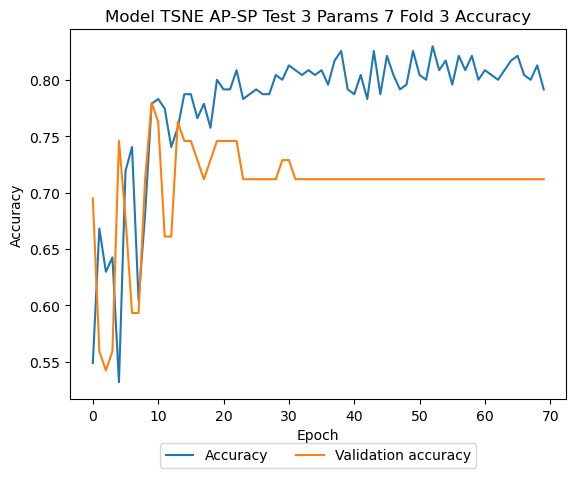 Model TSNE AP-SP Test 3 Params 7 Fold 3 Accuracy
Accuracy
0.80
0.75
0.70
0.65
0.60
0.55
0 10 20 30 40 50 60 70
Epoch
Accuracy Validation accuracy